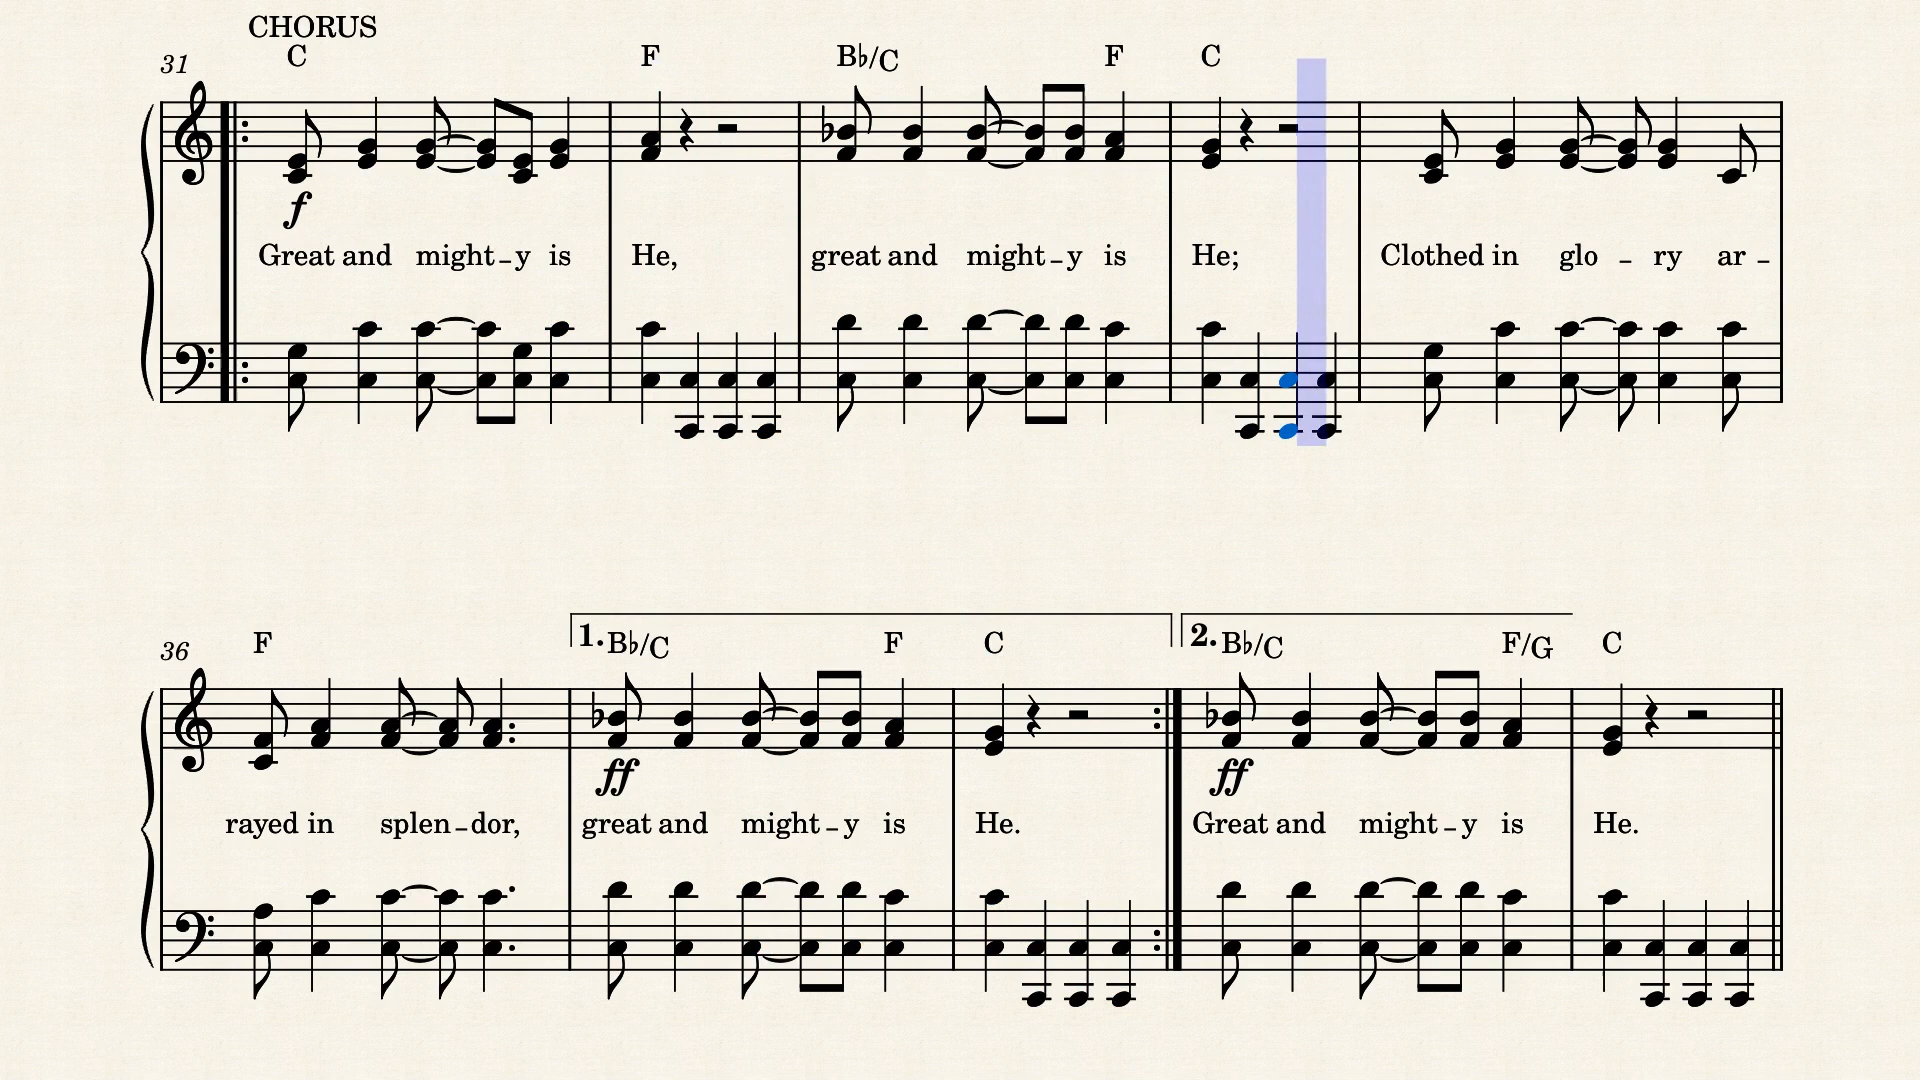 CHORUS
31 C F B♭/C F C
f
Great and might-y is He, great and might-y is He; Clothed in glo - ry ar -
36 F 1. B♭/C F C 2. B♭/C F/G C
ff ff
rayed in splen-dor, great and might-y is He. Great and might-y is He.